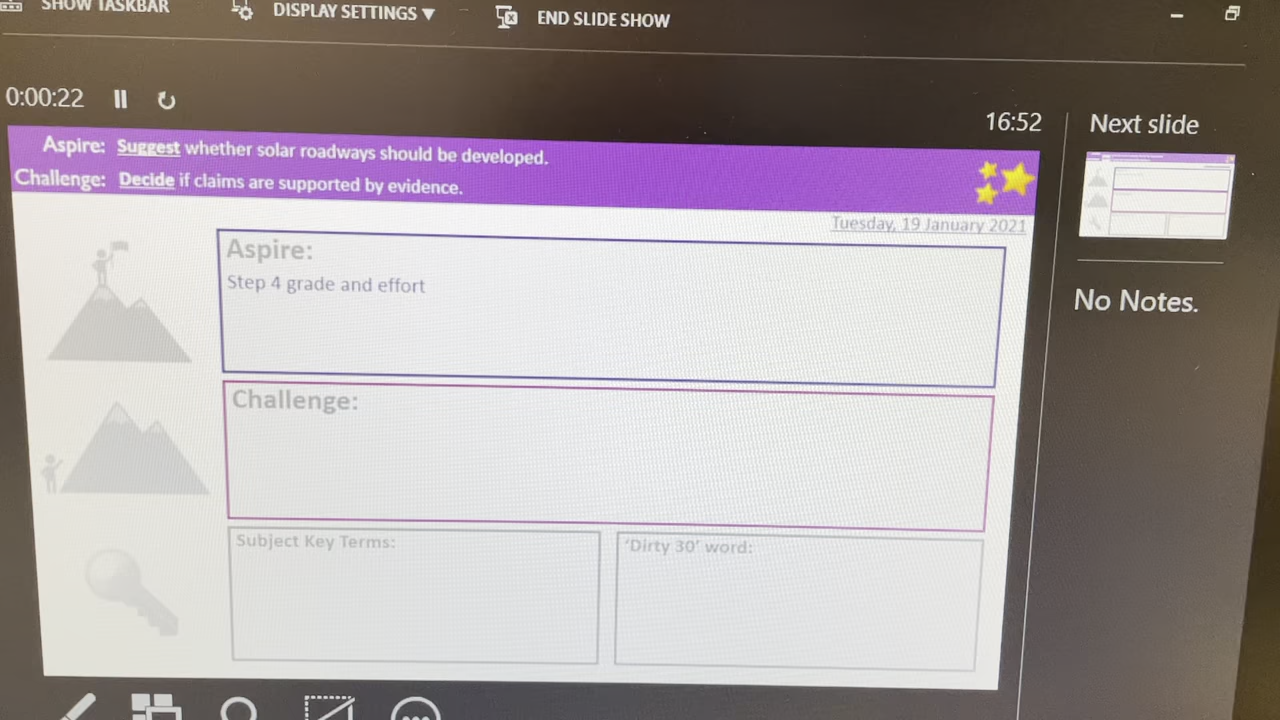 SHOW TASKBAR
DISPLAY SETTINGS ▼
END SLIDE SHOW
0:00:22
16:52
Next slide
Aspire: Suggest whether solar roadways should be developed.
Challenge: Decide if claims are supported by evidence.
Tuesday, 19 January 2021
Aspire:
Step 4 grade and effort
No Notes.
Challenge:
Subject Key Terms:
'Dirty 30' word: